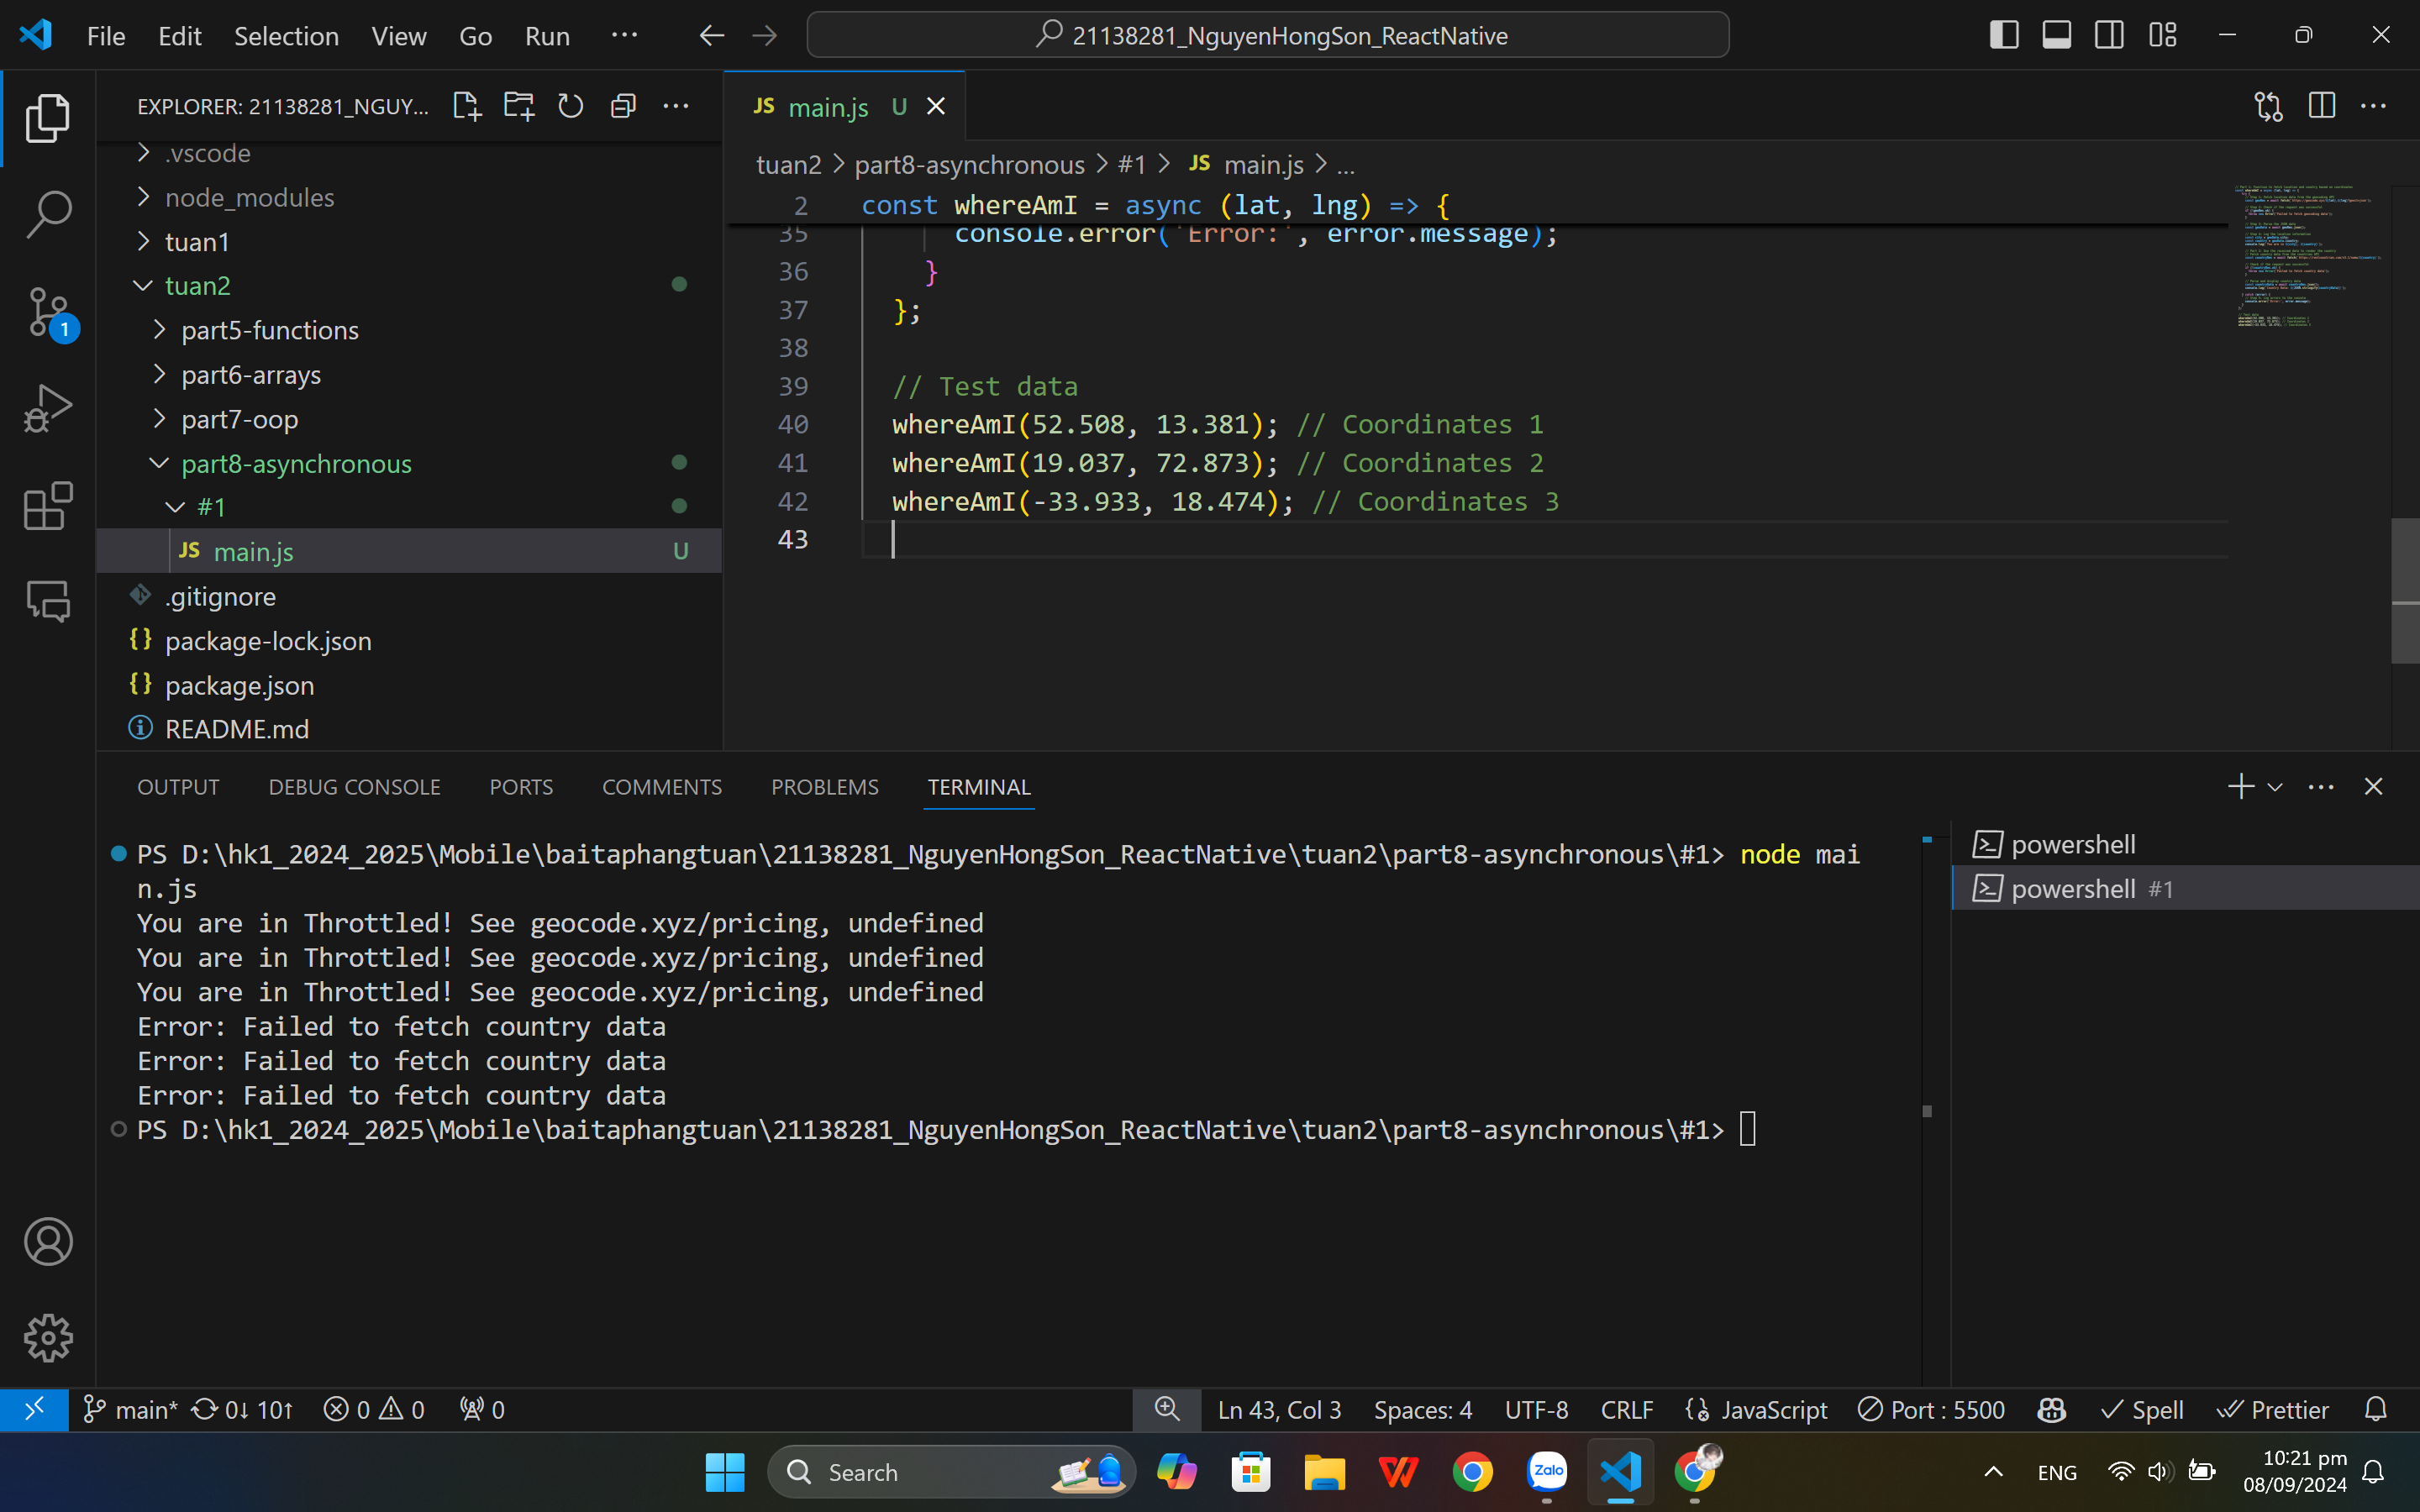 File Edit Selection View Go Run ...
21138281_NguyenHongSon_ReactNative
EXPLORER: 21138281_NGUY...
.vscode
node_modules
tuan1
tuan2
part5-functions
part6-arrays
part7-oop
part8-asynchronous
#1
JS main.js U
.gitignore
{} package-lock.json
{} package.json
README.md
1
JS main.js U
tuan2 > part8-asynchronous > #1 > JS main.js > ...
2 const whereAmI = async (lat, lng) => {
35 console.error('Error:', error.message);
36 }
37 };
38
39 // Test data
40 whereAmI(52.508, 13.381); // Coordinates 1
41 whereAmI(19.037, 72.873); // Coordinates 2
42 whereAmI(-33.933, 18.474); // Coordinates 3
43
OUTPUT DEBUG CONSOLE PORTS COMMENTS PROBLEMS TERMINAL
PS D:\hk1_2024_2025\Mobile\baitaphangtuan\21138281_NguyenHongSon_ReactNative\tuan2\part8-asynchronous\#1> node mai
n.js
You are in Throttled! See geocode.xyz/pricing, undefined
You are in Throttled! See geocode.xyz/pricing, undefined
You are in Throttled! See geocode.xyz/pricing, undefined
Error: Failed to fetch country data
Error: Failed to fetch country data
Error: Failed to fetch country data
PS D:\hk1_2024_2025\Mobile\baitaphangtuan\21138281_NguyenHongSon_ReactNative\tuan2\part8-asynchronous\#1>
powershell
powershell #1
main* 0↓ 10↑ 0 0 0
Ln 43, Col 3 Spaces: 4 UTF-8 CRLF JavaScript Port : 5500 Spell Prettier
Search
Zalo
ENG
10:21 pm
08/09/2024